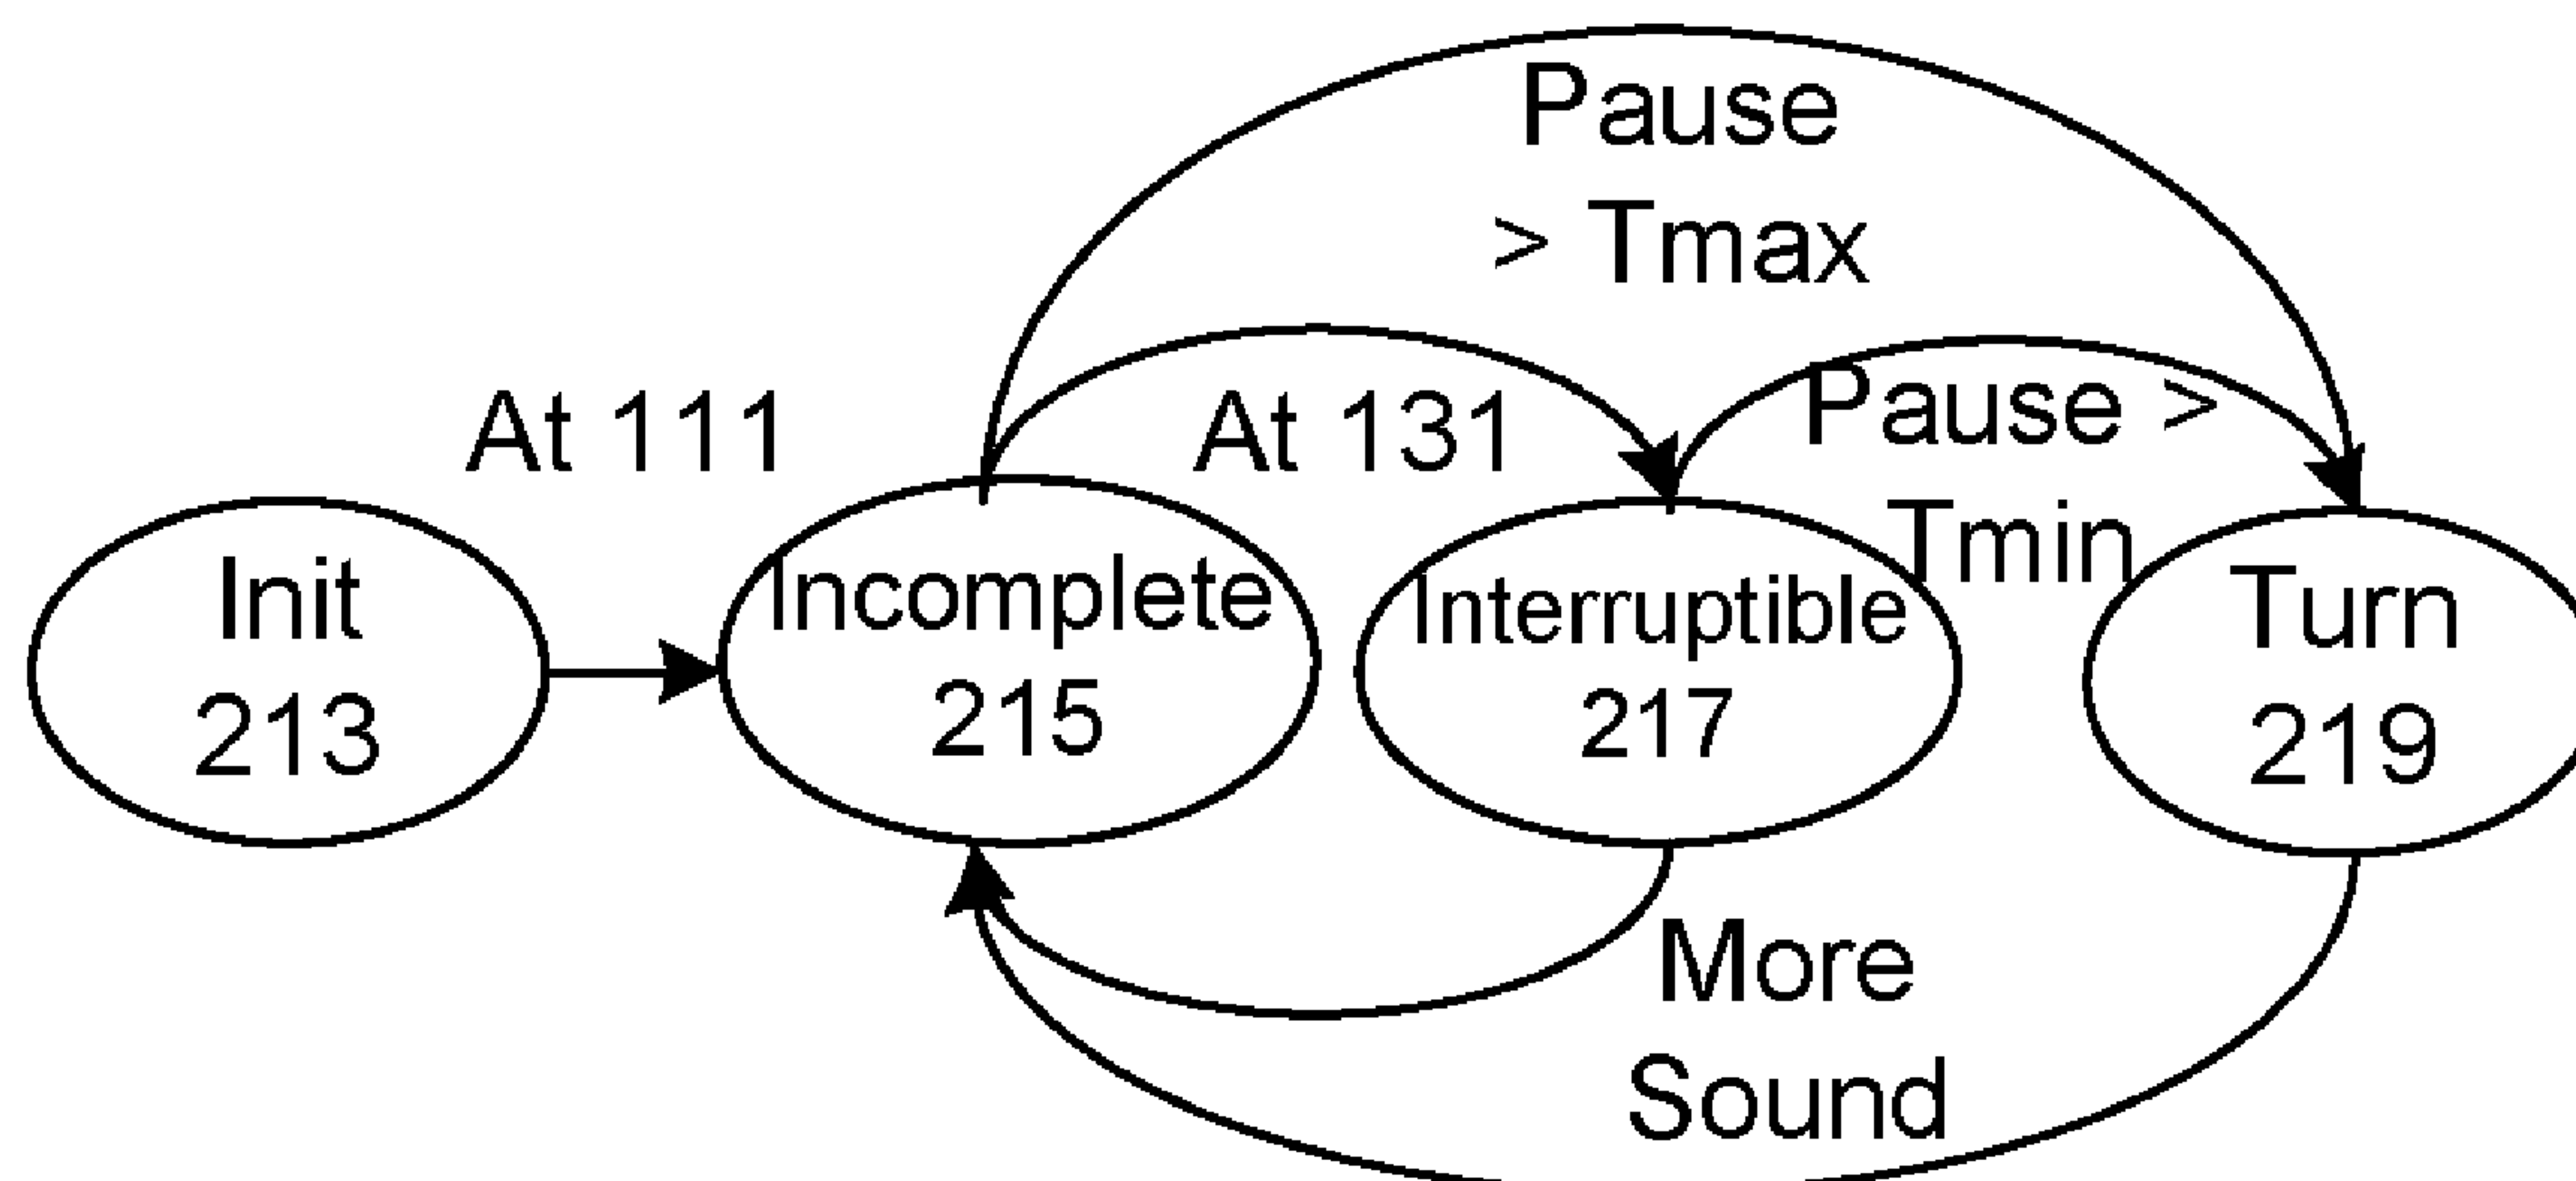 Pause
> Tmax
At 111
At 131
Pause >
Tmin
Init
213
Incomplete
215
Interruptible
217
Turn
219
More
Sound